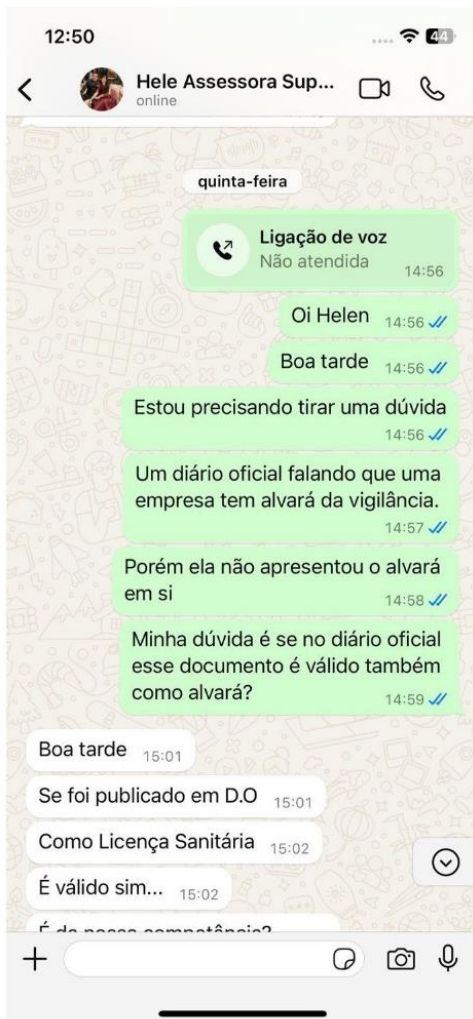 12:50
44
Hele Assessora Sup...
online
quinta-feira
Ligação de voz
Não atendida
14:56
Oi Helen 14:56
Boa tarde 14:56
Estou precisando tirar uma dúvida
14:56
Um diário oficial falando que uma
empresa tem alvará da vigilância.
14:57
Porém ela não apresentou o alvará
em si
14:58
Minha dúvida é se no diário oficial
esse documento é válido também
como alvará?
14:59
Boa tarde 15:01
Se foi publicado em D.O 15:01
Como Licença Sanitária 15:02
É válido sim... 15:02
É da nossa competência?